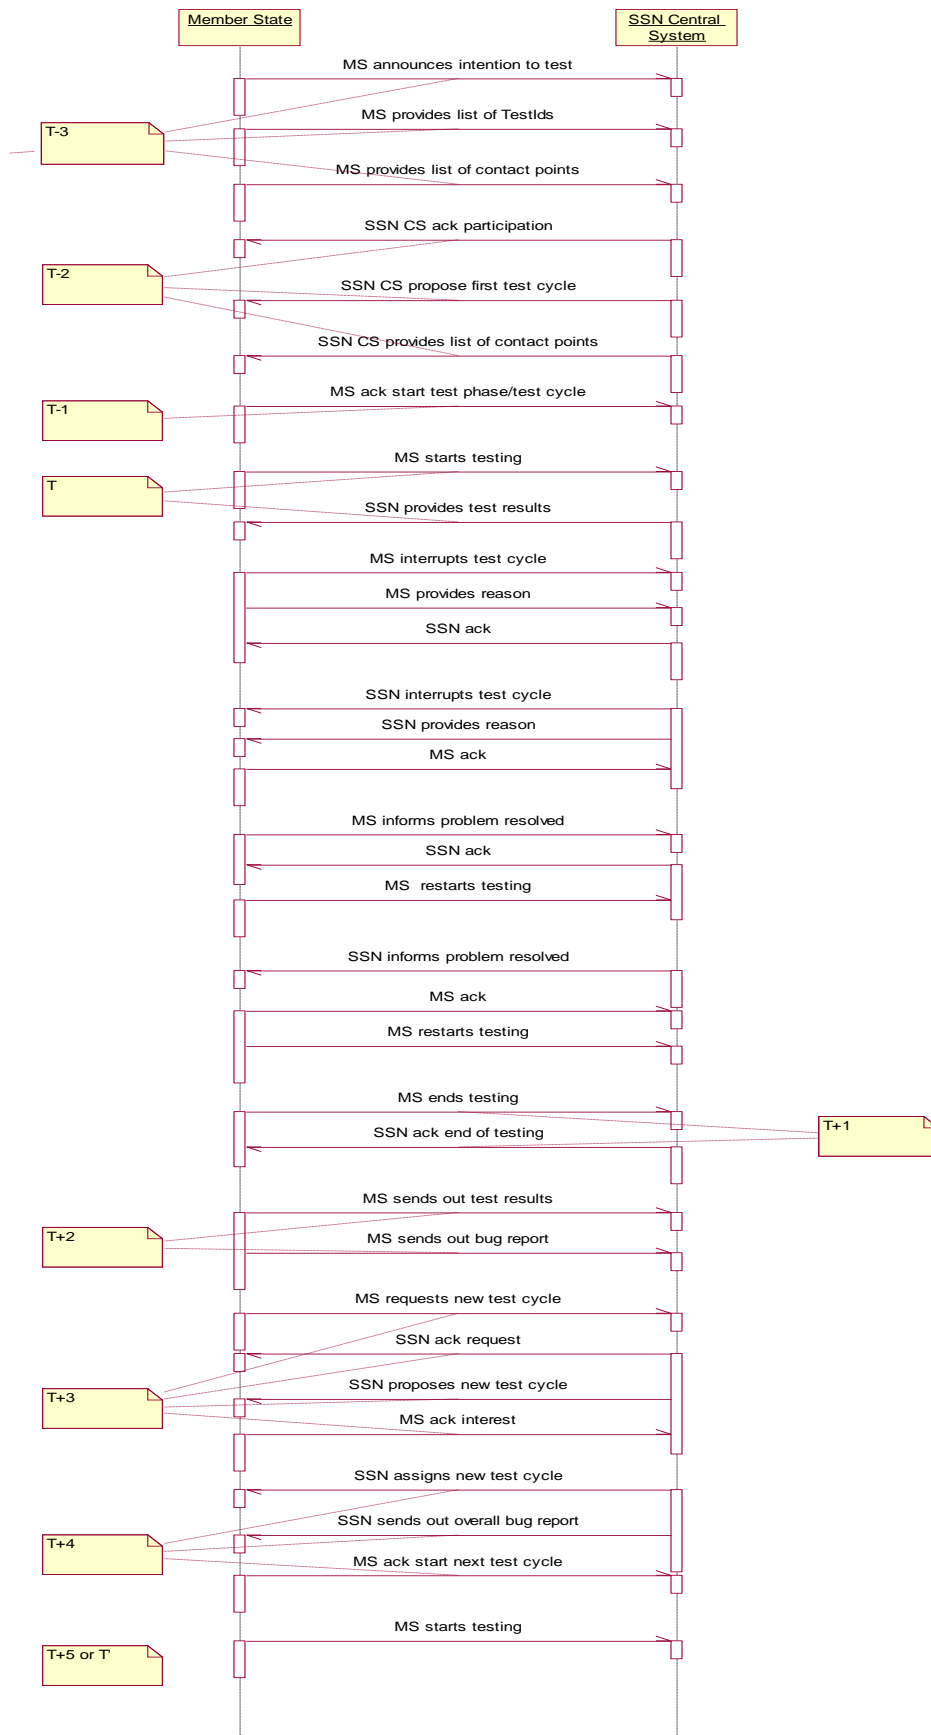 Member State
SSN Central
System
MS announces intention to test
MS provides list of TestIds
T-3
MS provides list of contact points
SSN CS ack participation
T-2
SSN CS propose first test cycle
SSN CS provides list of contact points
MS ack start test phase/test cycle
T-1
MS starts testing
T
SSN provides test results
MS interrupts test cycle
MS provides reason
SSN ack
SSN interrupts test cycle
SSN provides reason
MS ack
MS informs problem resolved
SSN ack
MS  restarts testing
SSN informs problem resolved
MS ack
MS restarts testing
MS ends testing
T+1
SSN ack end of testing
MS sends out test results
T+2
MS sends out bug report
MS requests new test cycle
SSN ack request
SSN proposes new test cycle
T+3
MS ack interest
SSN assigns new test cycle
SSN sends out overall bug report
T+4
MS ack start next test cycle
MS starts testing
T+5 or T'